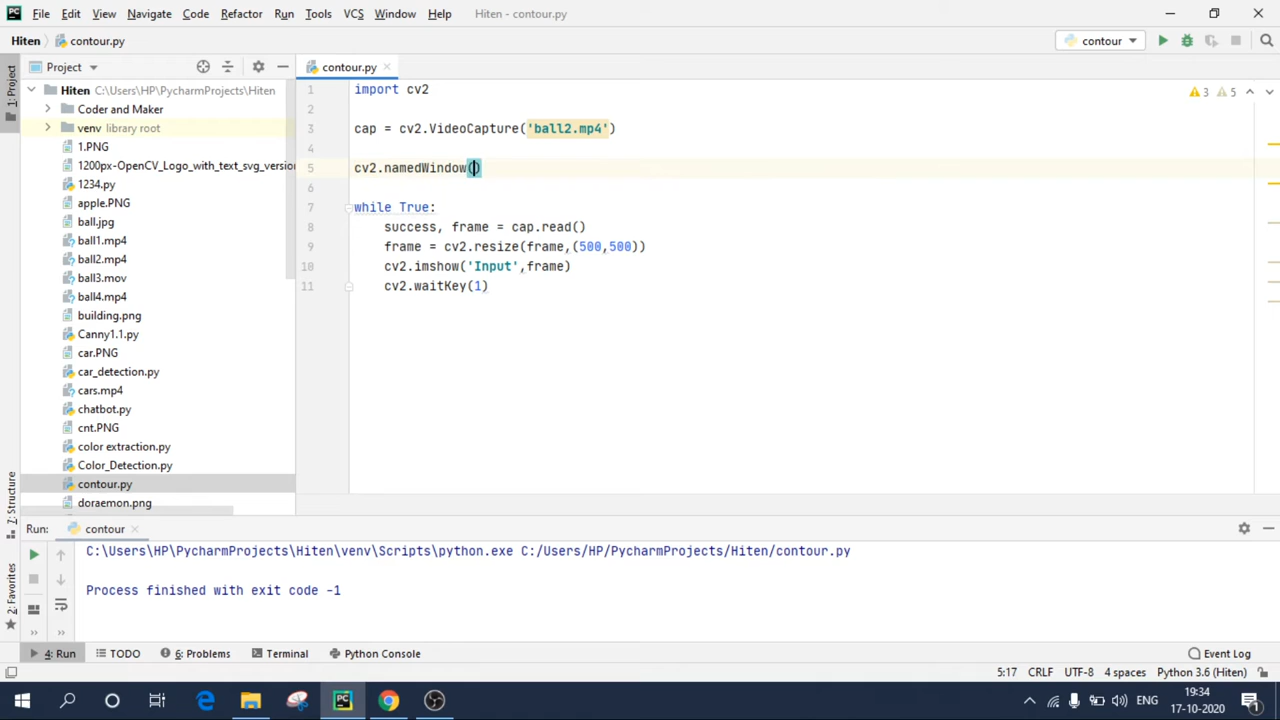 File Edit View Navigate Code Refactor Run Tools VCS Window Help Hiten - contour.py
Hiten contour.py contour
1: Project
Project
contour.py
Hiten C:\Users\HP\PycharmProjects\Hiten
Coder and Maker
venv library root
1.PNG
1200px-OpenCV_Logo_with_text_svg_versior
1234.py
apple.PNG
ball.jpg
ball1.mp4
ball2.mp4
ball3.mov
ball4.mp4
building.png
Canny1.1.py
car.PNG
car_detection.py
cars.mp4
chatbot.py
cnt.PNG
color extraction.py
Color_Detection.py
contour.py
doraemon.png
3 5
1 import cv2
2
3 cap = cv2.VideoCapture('ball2.mp4')
4
5 cv2.namedWindow()
6
7 while True:
8 success, frame = cap.read()
9 frame = cv2.resize(frame,(500,500))
10 cv2.imshow('Input',frame)
11 cv2.waitKey(1)
Z: Structure
2: Favorites
Run: contour
C:\Users\HP\PycharmProjects\Hiten\venv\Scripts\python.exe C:/Users/HP/PycharmProjects/Hiten/contour.py
Process finished with exit code -1
4: Run TODO 6: Problems Terminal Python Console Event Log
5:17 CRLF UTF-8 4 spaces Python 3.6 (Hiten)
ENG
19:34
17-10-2020
1